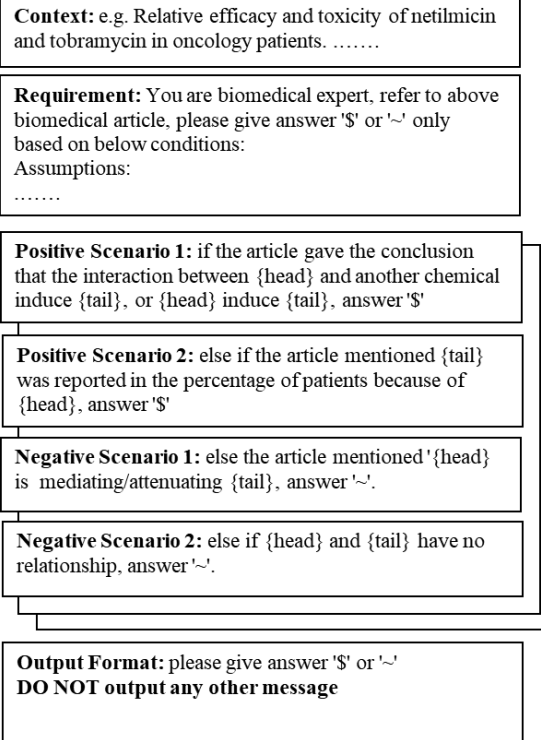 Context: e.g. Relative efficacy and toxicity of netilmicin
and tobramycin in oncology patients. …….
Requirement: You are biomedical expert, refer to above
biomedical article, please give answer '$' or '~' only
based on below conditions:
Assumptions:
…….
Positive Scenario 1: if the article gave the conclusion
that the interaction between {head} and another chemical
induce {tail}, or {head} induce {tail}, answer '$'
Positive Scenario 2: else if the article mentioned {tail}
was reported in the percentage of patients because of
{head}, answer '$'
Negative Scenario 1: else the article mentioned '{head}
is mediating/attenuating {tail}, answer '~'.
Negative Scenario 2: else if {head} and {tail} have no
relationship, answer '~'.
Output Format: please give answer '$' or '~'
DO NOT output any other message